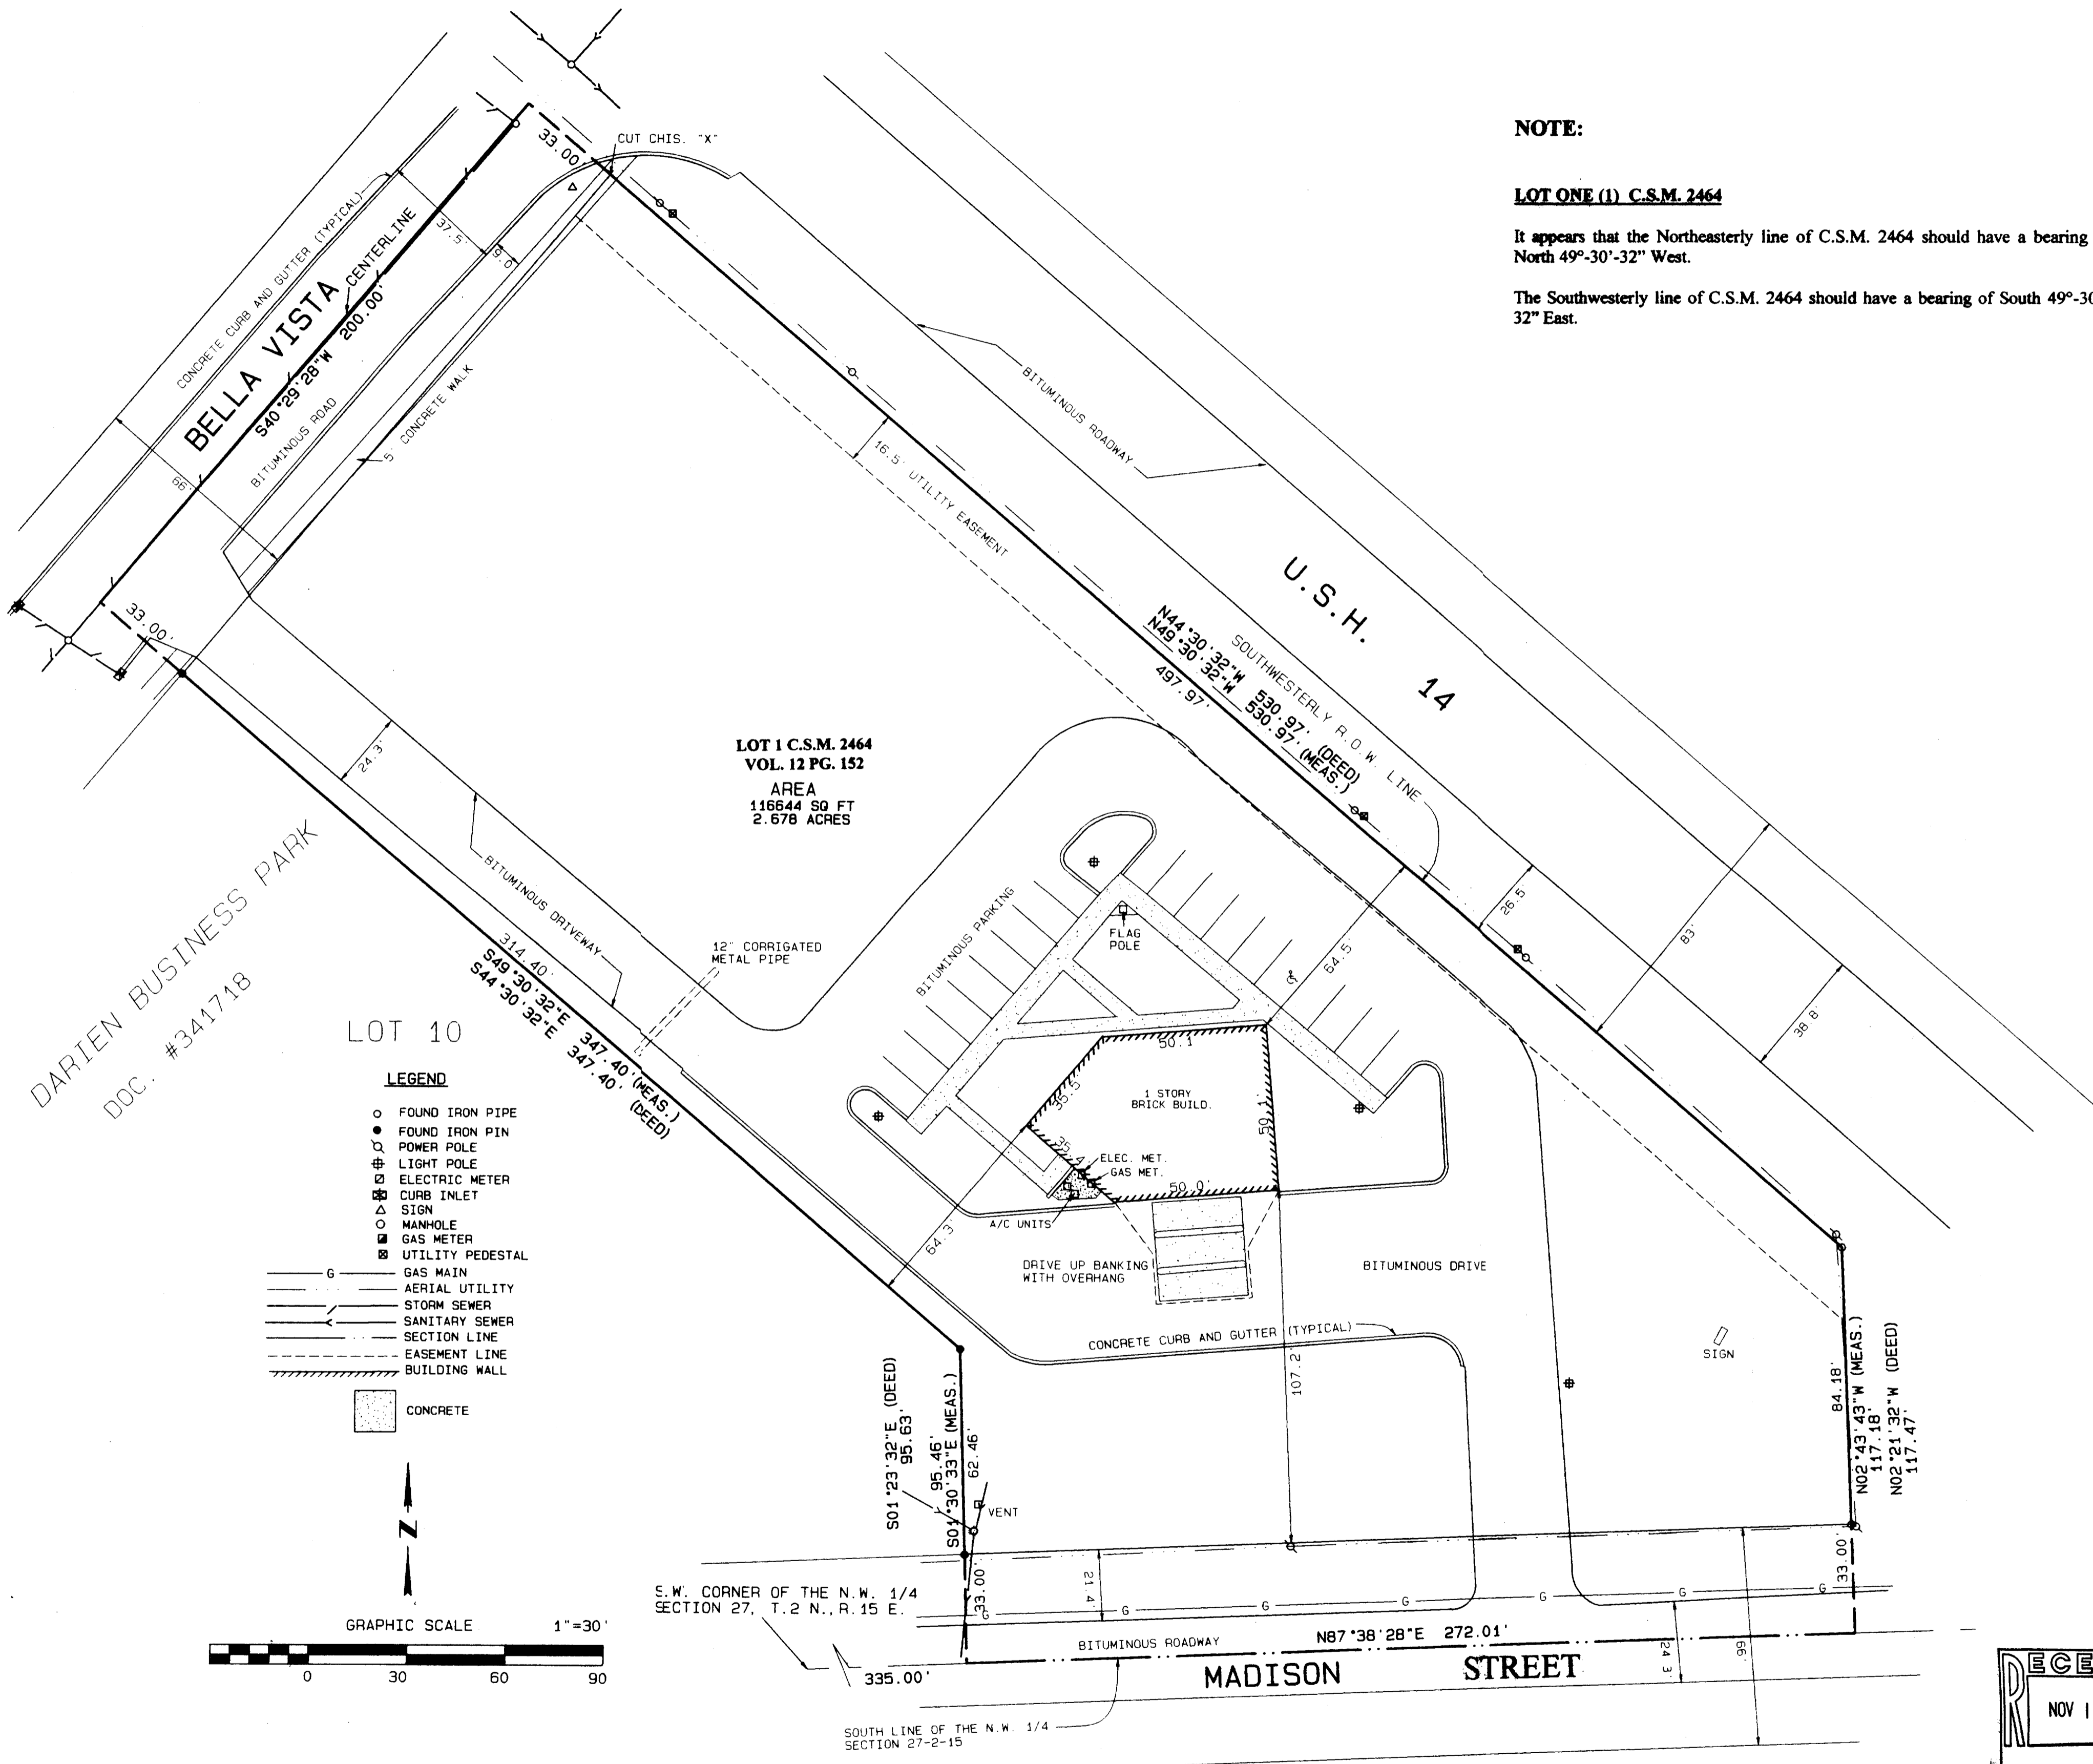 NOTE:
LOT ONE (1) C.S.M. 2464
It appears that the Northeasterly line of C.S.M. 2464 should have a bearing
North 49°-30'-32" West.
The Southwesterly line of C.S.M. 2464 should have a bearing of South 49°-30
32" East.
33.00'
CUT CHIS. "X"
CONCRETE CURB AND GUTTER (TYPICAL)
37.5'
9.0'
BELLA VISTA
CENTERLINE
S40°29'28"W 200.00'
BITUMINOUS ROAD
5' CONCRETE WALK
66'
33.00'
BITUMINOUS ROADWAY
16.5' UTILITY EASEMENT
U.S.H. 14
N44°30'32"W 530.97' (DEED)
N49°30'32"W 530.97' (MEAS.)
497.97'
SOUTHWESTERLY R.O.W. LINE
24.3'
LOT 1 C.S.M. 2464
VOL. 12 PG. 152
AREA
116644 SQ FT
2.678 ACRES
BITUMINOUS DRIVEWAY
314.40'
S49°30'32"E 347.40' (MEAS.)
S44°30'32"E 347.40' (DEED)
12" CORRIGATED
METAL PIPE
BITUMINOUS PARKING
FLAG
POLE
64.5'
26.5'
83'
38.8'
DARIEN BUSINESS PARK
DOC. #341718
LOT 10
50.1'
35.5'
1 STORY
BRICK BUILD.
50.1'
35.4'
ELEC. MET.
GAS MET.
50.0'
A/C UNITS
64.3'
DRIVE UP BANKING
WITH OVERHANG
BITUMINOUS DRIVE
CONCRETE CURB AND GUTTER (TYPICAL)
107.2'
SIGN
LEGEND
FOUND IRON PIPE
FOUND IRON PIN
POWER POLE
LIGHT POLE
ELECTRIC METER
CURB INLET
SIGN
MANHOLE
GAS METER
UTILITY PEDESTAL
G GAS MAIN
AERIAL UTILITY
STORM SEWER
SANITARY SEWER
SECTION LINE
EASEMENT LINE
BUILDING WALL
CONCRETE
N
GRAPHIC SCALE 1"=30'
0 30 60 90
S01°23'32"E (DEED)
95.63'
95.46'
S01°30'33"E (MEAS.)
62.46'
VENT
84.18'
N02°43'43"W (MEAS.)
117.18'
N02°21'32"W (DEED)
117.47'
33.00'
33.00'
21.4'
S.W. CORNER OF THE N.W. 1/4
SECTION 27, T.2 N., R.15 E.
G G G G G G
BITUMINOUS ROADWAY
N87°38'28"E 272.01'
24.3'
66'
335.00'
MADISON STREET
SOUTH LINE OF THE N.W. 1/4
SECTION 27-2-15
RECE
NOV 1